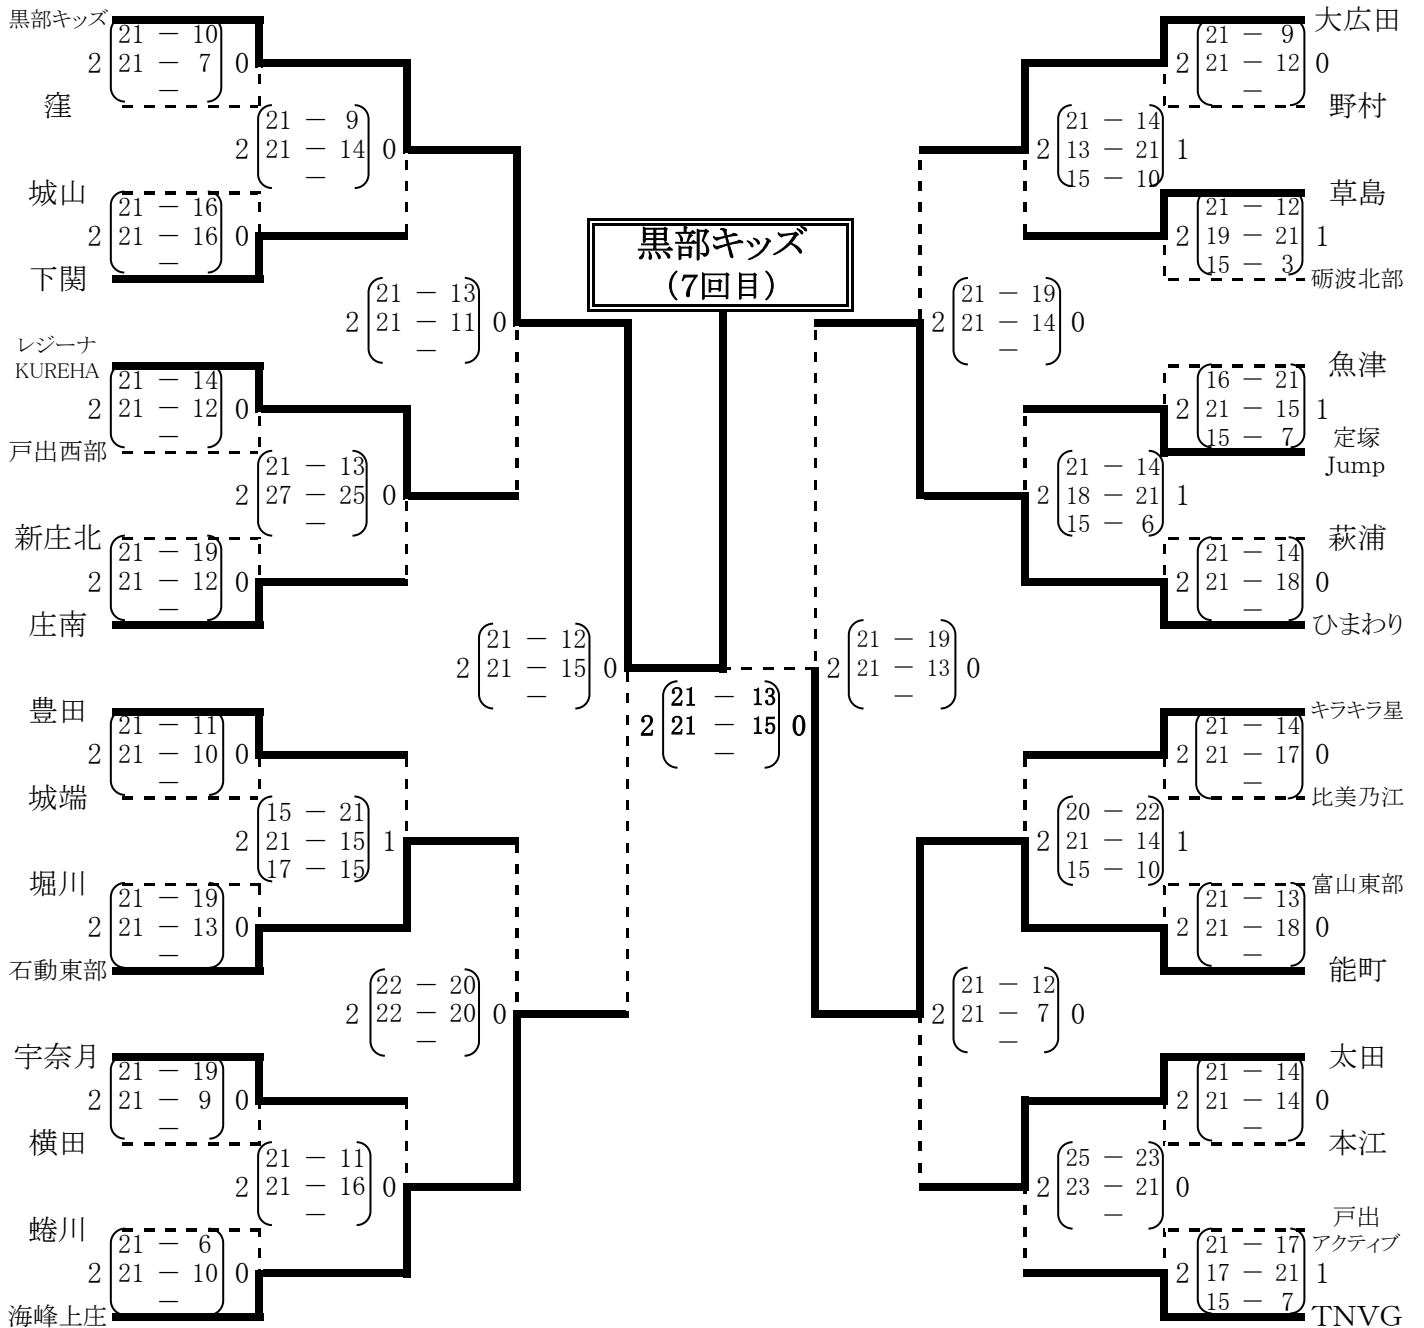 黒部キッズ
21 － 10
2 21 － 7 0
－
窪
21 － 9
2 21 － 14 0
－
城山
21 － 16
2 21 － 16 0
－
下関
21 － 13
2 21 － 11 0
－
レジーナ
KUREHA
21 － 14
2 21 － 12 0
－
戸出西部
21 － 13
2 27 － 25 0
－
新庄北
21 － 19
2 21 － 12 0
－
庄南
21 － 12
2 21 － 15 0
－
豊田
21 － 11
2 21 － 10 0
－
城端
15 － 21
2 21 － 15 1
17 － 15
堀川
21 － 19
2 21 － 13 0
－
石動東部
22 － 20
2 22 － 20 0
－
宇奈月
21 － 19
2 21 － 9 0
－
横田
21 － 11
2 21 － 16 0
－
蜷川
21 － 6
2 21 － 10 0
－
海峰上庄
黒部キッズ
(7回目)
21 － 13
2 21 － 15 0
－
大広田
21 － 9
2 21 － 12 0
－
野村
21 － 14
2 13 － 21 1
15 － 10
草島
21 － 12
2 19 － 21 1
15 － 3
砺波北部
21 － 19
2 21 － 14 0
－
魚津
16 － 21
2 21 － 15 1
15 － 7
定塚
Jump
21 － 14
2 18 － 21 1
15 － 6
萩浦
21 － 14
2 21 － 18 0
－
ひまわり
21 － 19
2 21 － 13 0
－
キラキラ星
21 － 14
2 21 － 17 0
－
比美乃江
20 － 22
2 21 － 14 1
15 － 10
富山東部
21 － 13
2 21 － 18 0
－
能町
21 － 12
2 21 － 7 0
－
太田
21 － 14
2 21 － 14 0
－
本江
25 － 23
2 23 － 21 0
－
戸出
アクティブ
21 － 17
2 17 － 21 1
15 － 7
TNVG